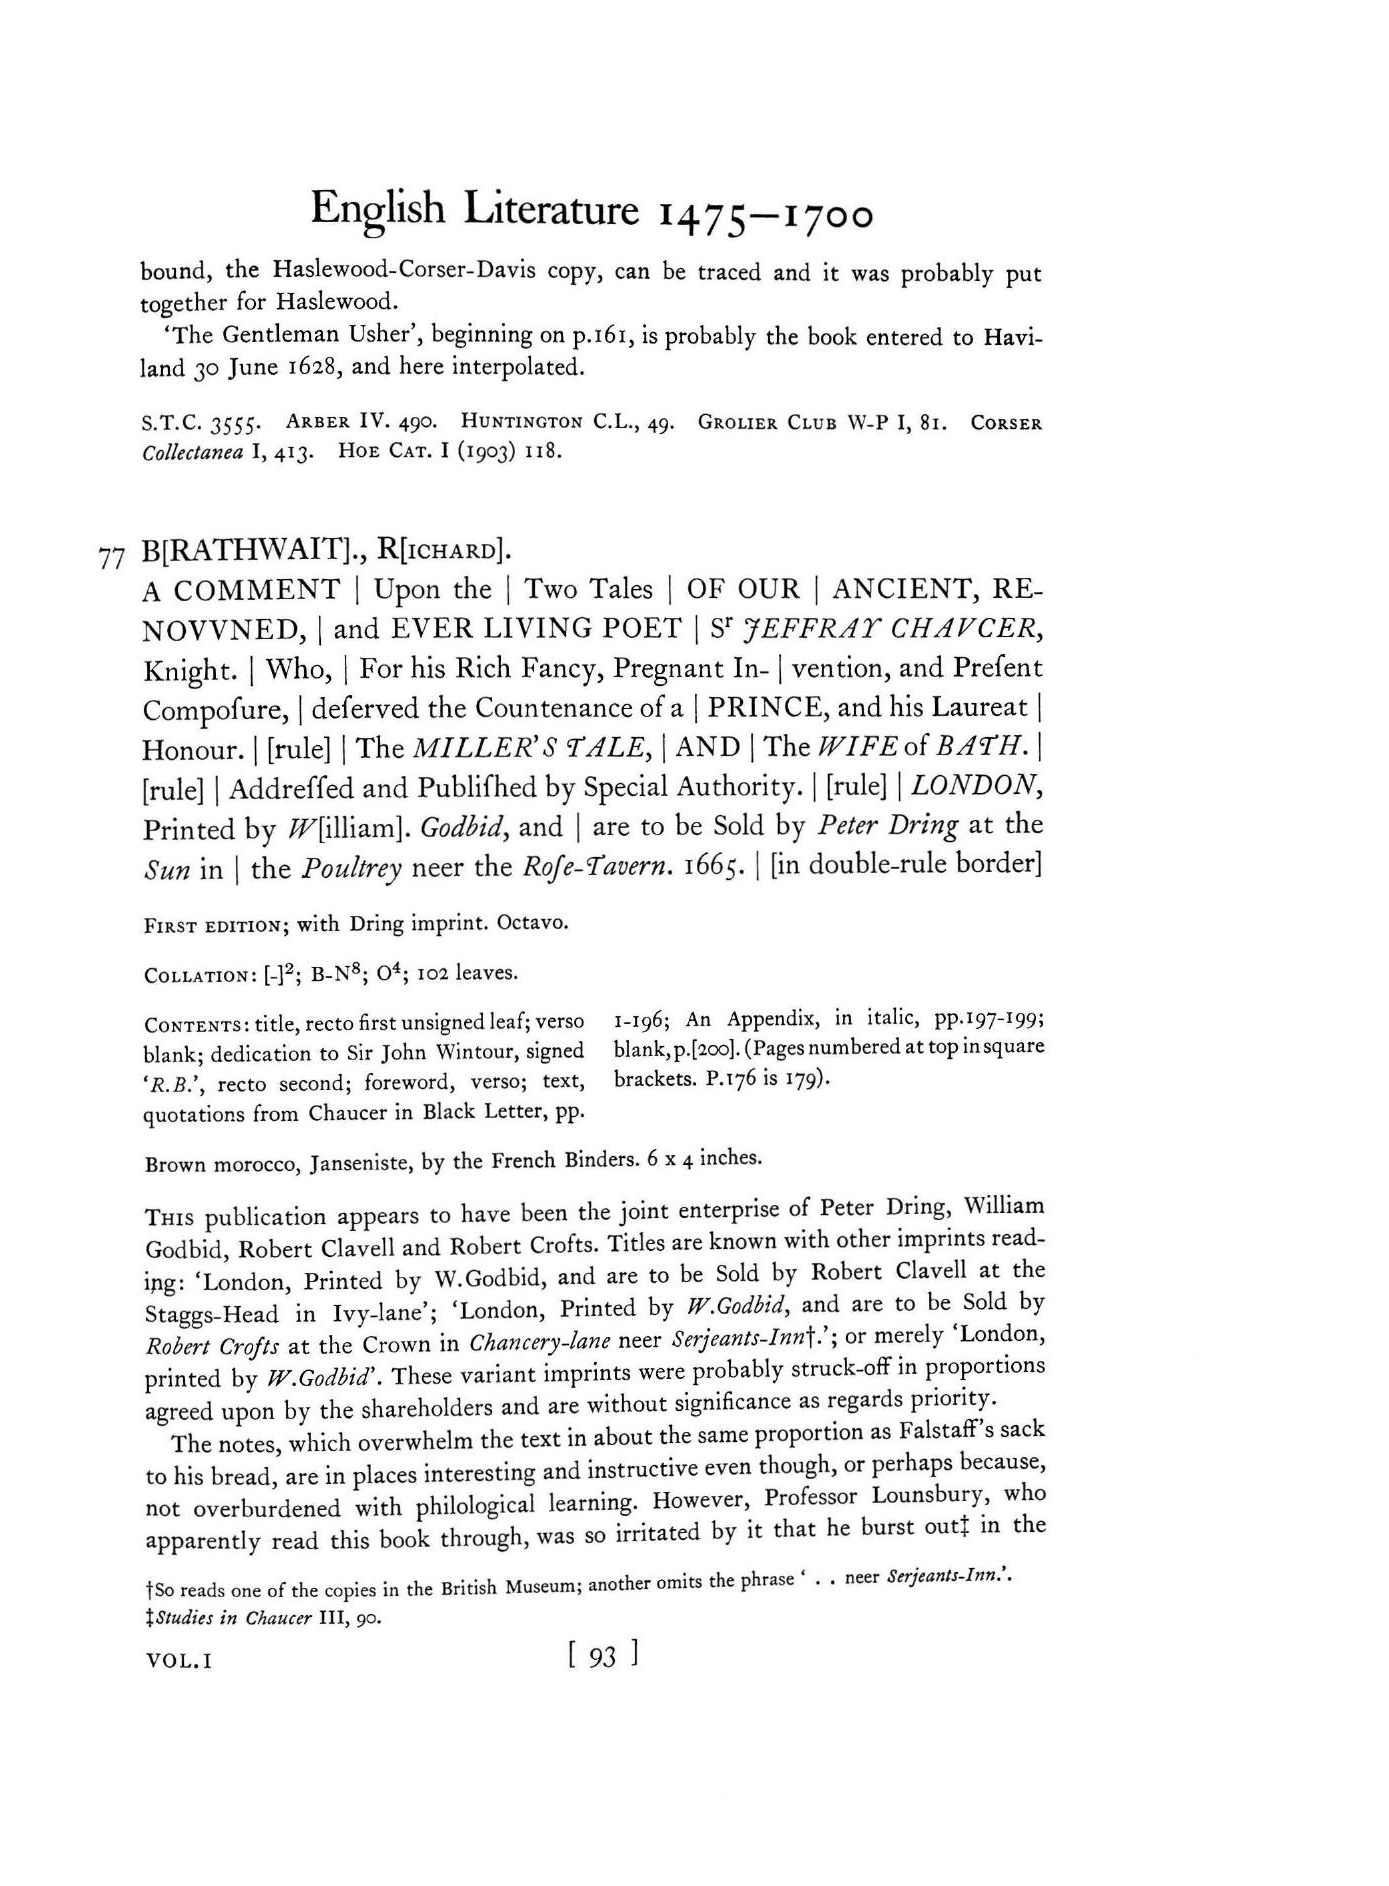 English Literature 1475–1700
bound, the Haslewood-Corser-Davis copy, can be traced and it was probably put
together for Haslewood.
‘The Gentleman Usher’, beginning on p.161, is probably the book entered to Havi-
land 30 June 1628, and here interpolated.
S.T.C. 3555. Arber IV. 490. Huntington C.L., 49. Grolier Club W-P I, 81. Corser
Collectanea I, 413. Hoe Cat. I (1903) 118.
77 B[RATHWAIT]., R[ICHARD].
A COMMENT | Upon the | Two Tales | OF OUR | ANCIENT, RE-
NOVVNED, | and EVER LIVING POET | Sʳ JEFFRAY CHAVCER,
Knight. | Who, | For his Rich Fancy, Pregnant In- | vention, and Preſent
Compoſure, | deſerved the Countenance of a | PRINCE, and his Laureat |
Honour. | [rule] | The MILLER’S TALE, | AND | The WIFE of BATH. |
[rule] | Addreſſed and Publiſhed by Special Authority. | [rule] | LONDON,
Printed by W[illiam]. Godbid, and | are to be Sold by Peter Dring at the
Sun in | the Poultrey neer the Roſe-Tavern. 1665. | [in double-rule border]
First edition; with Dring imprint. Octavo.
Collation: [-]²; B-N⁸; O⁴; 102 leaves.
Contents: title, recto first unsigned leaf; verso
blank; dedication to Sir John Wintour, signed
‘R.B.’, recto second; foreword, verso; text,
quotations from Chaucer in Black Letter, pp.
1-196; An Appendix, in italic, pp.197-199;
blank, p.[200]. (Pages numbered at top in square
brackets. P.176 is 179).
Brown morocco, Janseniste, by the French Binders. 6 x 4 inches.
This publication appears to have been the joint enterprise of Peter Dring, William
Godbid, Robert Clavell and Robert Crofts. Titles are known with other imprints read-
ing: ‘London, Printed by W.Godbid, and are to be Sold by Robert Clavell at the
Staggs-Head in Ivy-lane’; ‘London, Printed by W.Godbid, and are to be Sold by
Robert Crofts at the Crown in Chancery-lane neer Serjeants-Inn†.’; or merely ‘London,
printed by W.Godbid’. These variant imprints were probably struck-off in proportions
agreed upon by the shareholders and are without significance as regards priority.
The notes, which overwhelm the text in about the same proportion as Falstaff’s sack
to his bread, are in places interesting and instructive even though, or perhaps because,
not overburdened with philological learning. However, Professor Lounsbury, who
apparently read this book through, was so irritated by it that he burst out‡ in the
†So reads one of the copies in the British Museum; another omits the phrase ‘ . . neer Serjeants-Inn.’.
‡Studies in Chaucer III, 90.
VOL.I [ 93 ]